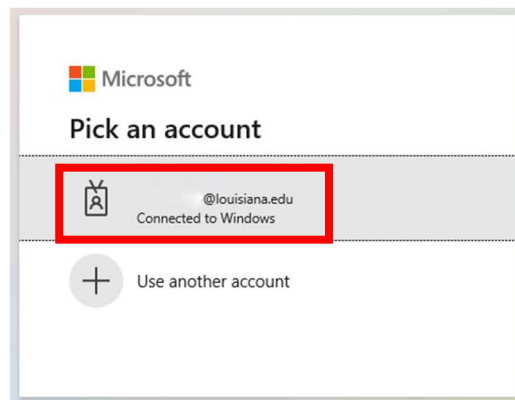 Microsoft
Pick an account
@louisiana.edu
Connected to Windows
Use another account